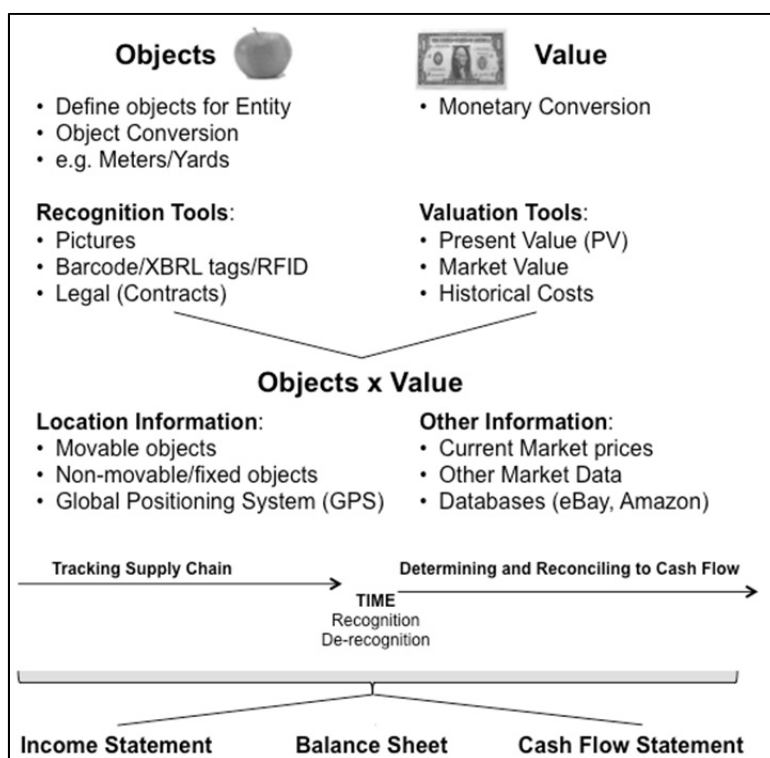 Objects
Value
• Define objects for Entity
• Object Conversion
• e.g. Meters/Yards
• Monetary Conversion
Recognition Tools:
• Pictures
• Barcode/XBRL tags/RFID
• Legal (Contracts)
Valuation Tools:
• Present Value (PV)
• Market Value
• Historical Costs
Objects x Value
Location Information:
• Movable objects
• Non-movable/fixed objects
• Global Positioning System (GPS)
Other Information:
• Current Market prices
• Other Market Data
• Databases (eBay, Amazon)
Tracking Supply Chain
Determining and Reconciling to Cash Flow
TIME
Recognition
De-recognition
Income Statement
Balance Sheet
Cash Flow Statement